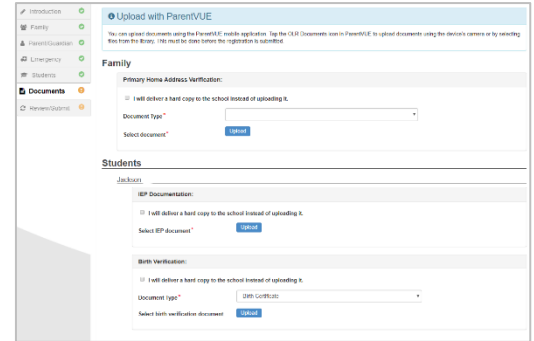 Introduction
Family
Parent/Guardian
Emergency
Students
Documents
Review/Submit
Upload with ParentVUE
You can upload documents using the ParentVUE mobile application. Tap the OLR Documents icon in ParentVUE to upload documents using the device's camera or by selecting
files from the library. This must be done before the registration is submitted.
Family
Primary Home Address Verification:
I will deliver a hard copy to the school instead of uploading it.
Document Type*
Select document*
Upload
Students
Jackson
IEP Documentation:
I will deliver a hard copy to the school instead of uploading it.
Select IEP document*
Upload
Birth Verification:
I will deliver a hard copy to the school instead of uploading it.
Document Type*
Birth Certificate
Select birth verification document
Upload